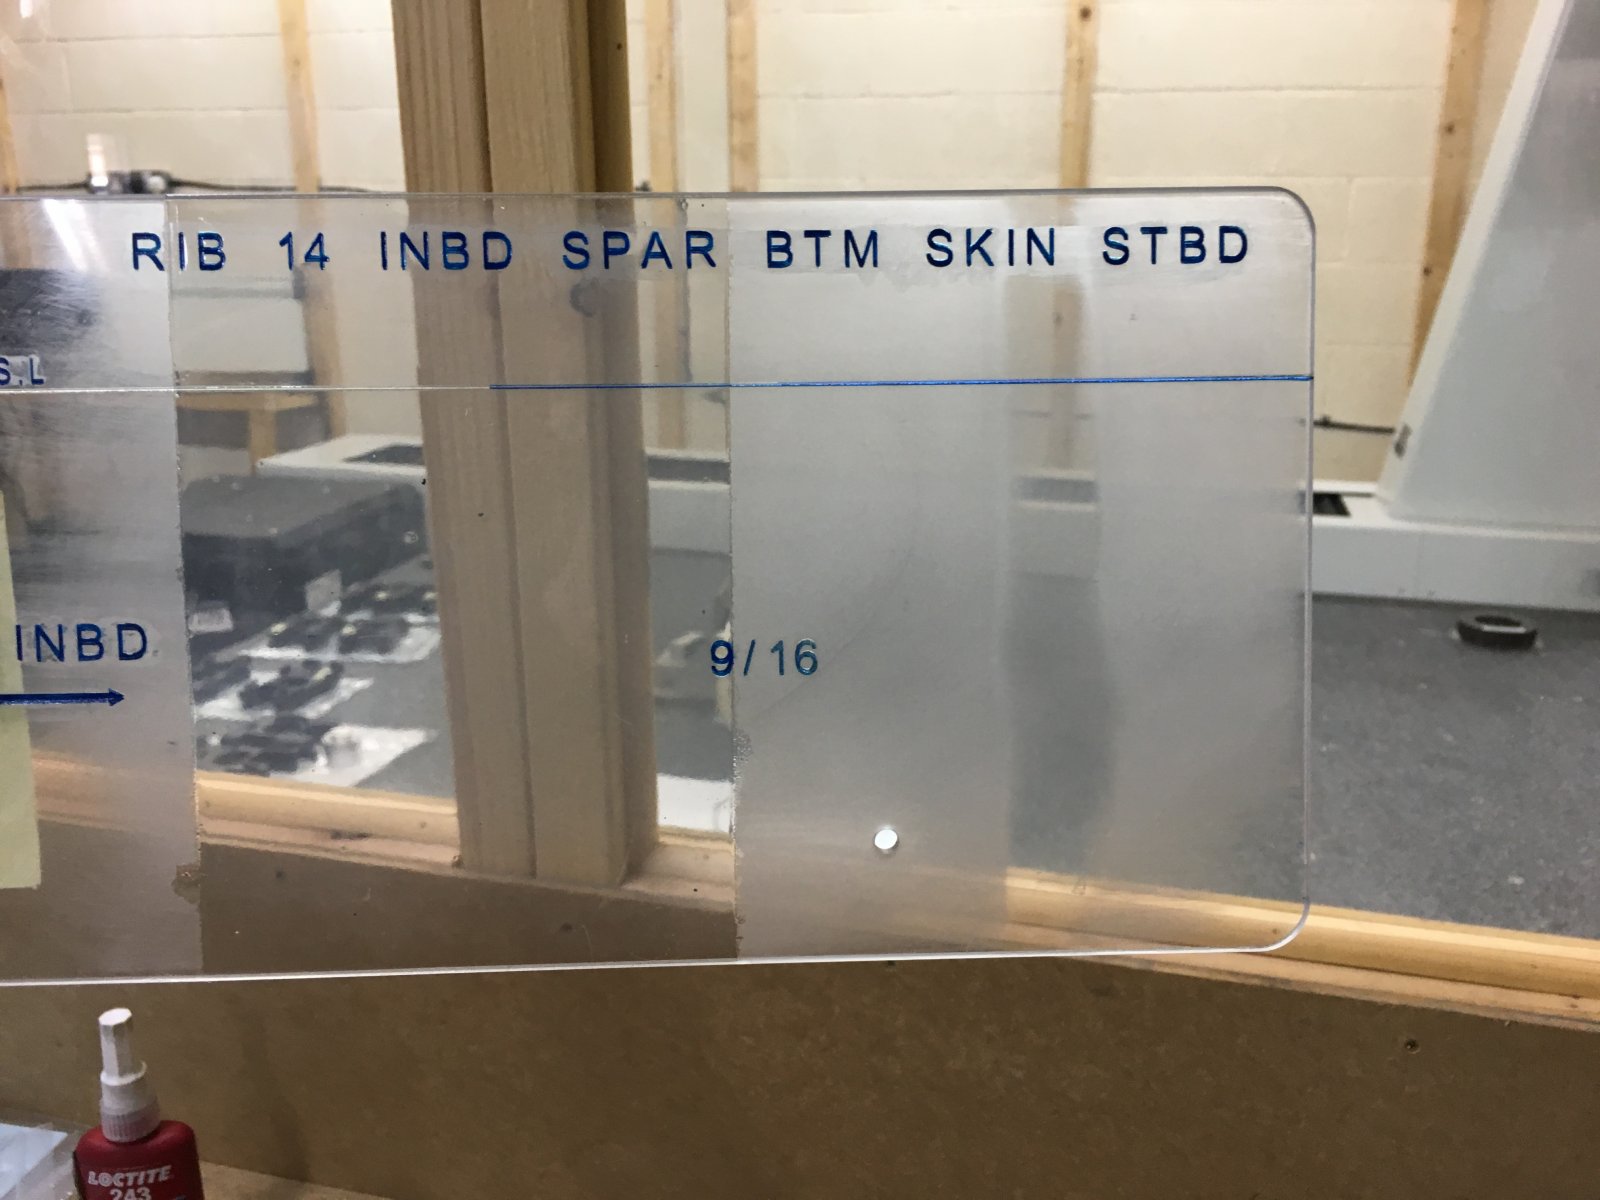 RIB 14 INBD SPAR BTM SKIN STBD
S.L
INBD
9/16
LOCTITE
243